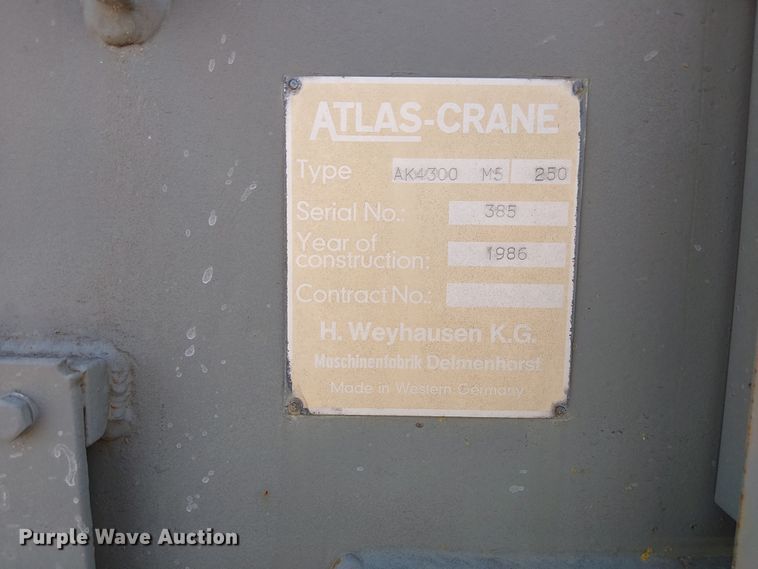 ATLAS-CRANE
Type AK4300 M5 250
Serial No.: 385
Year of
construction: 1986
Contract No.:
H. Weyhausen K.G.
Maschinenfabrik Delmenhorst
Made in Western Germany
Purple Wave Auction